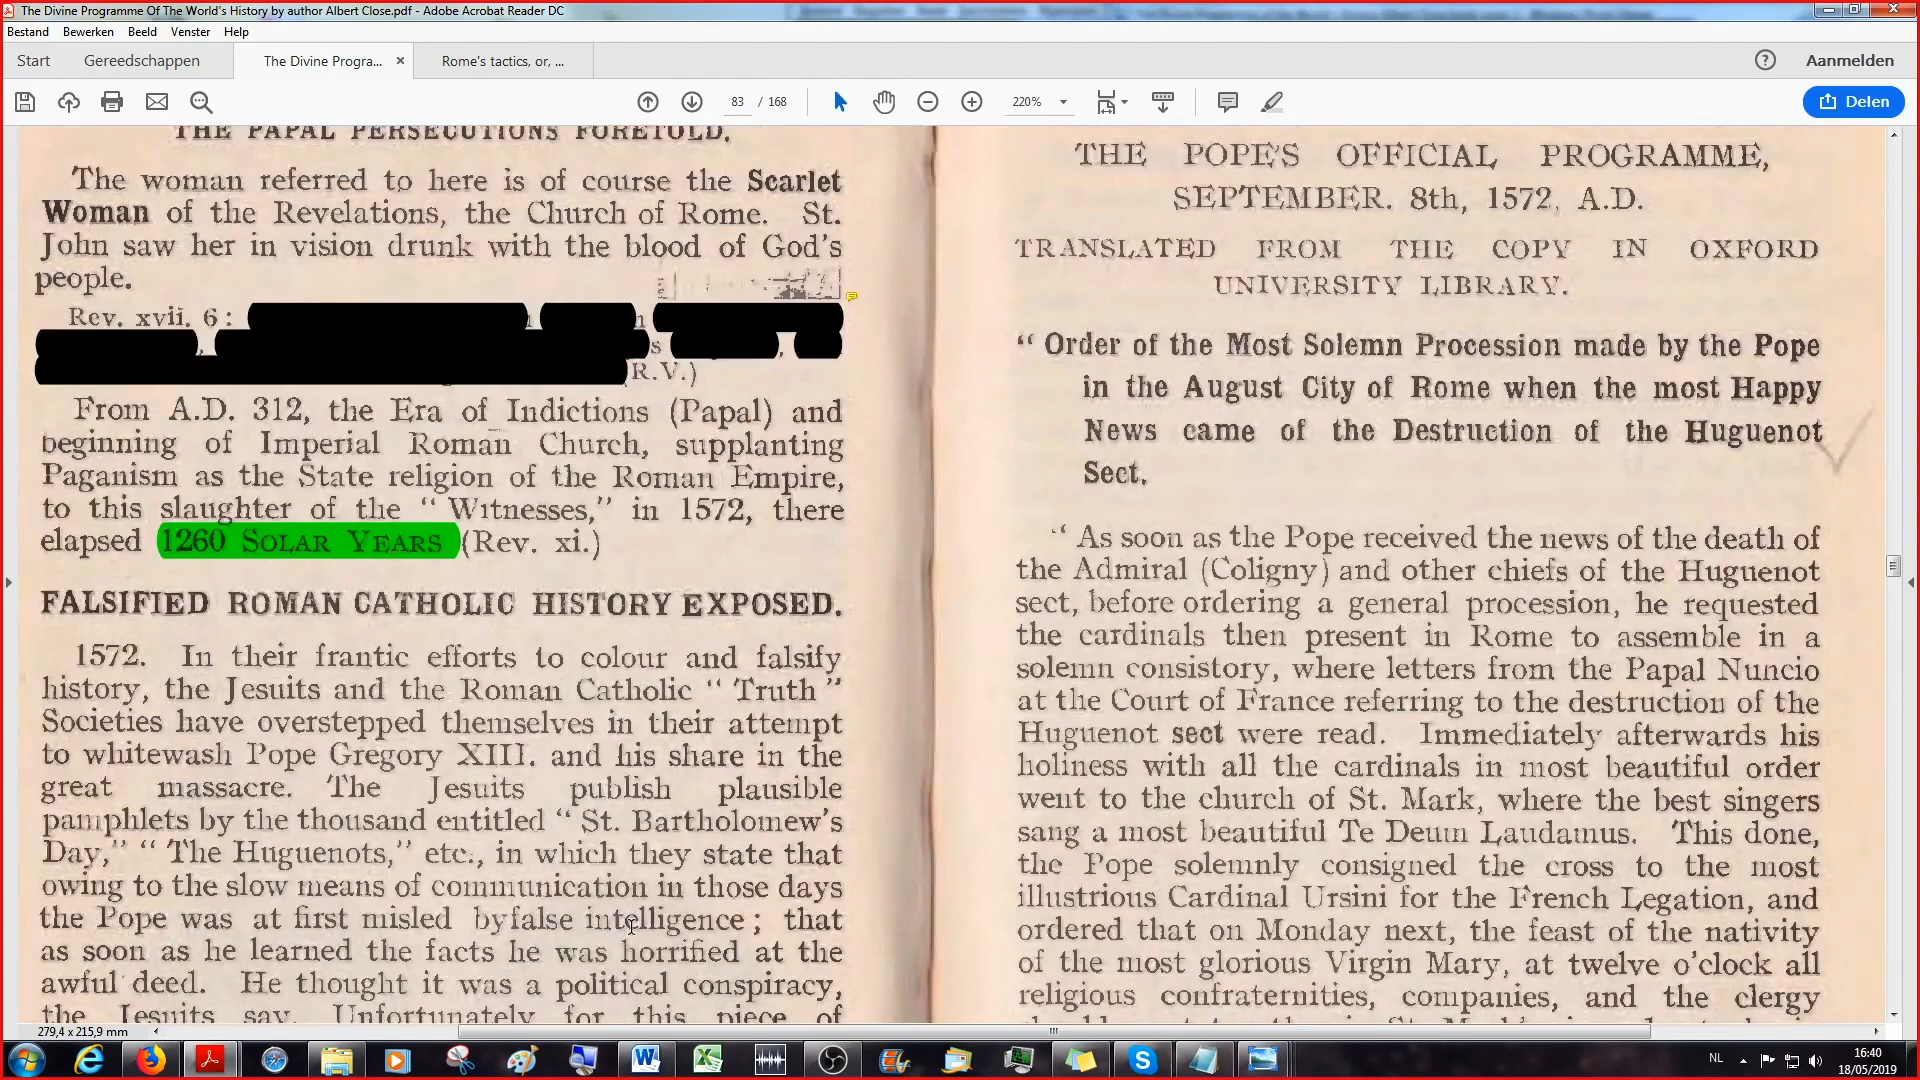 The Divine Programme Of The World's History by author Albert Close.pdf - Adobe Acrobat Reader DC
Bestand Bewerken Beeld Venster Help
Start Gereedschappen The Divine Progra... × Rome's tactics, or, ... Aanmelden
83 / 168 220% Delen
THE PAPAL PERSECUTIONS FORETOLD.
The woman referred to here is of course the Scarlet
Woman of the Revelations, the Church of Rome. St.
John saw her in vision drunk with the blood of God's
people.
Rev. xvii. 6:
(R.V.)
From A.D. 312, the Era of Indictions (Papal) and
beginning of Imperial Roman Church, supplanting
Paganism as the State religion of the Roman Empire,
to this slaughter of the "Witnesses," in 1572, there
elapsed 1260 SOLAR YEARS (Rev. xi.)
FALSIFIED ROMAN CATHOLIC HISTORY EXPOSED.
1572. In their frantic efforts to colour and falsify
history, the Jesuits and the Roman Catholic "Truth"
Societies have overstepped themselves in their attempt
to whitewash Pope Gregory XIII. and his share in the
great massacre. The Jesuits publish plausible
pamphlets by the thousand entitled "St. Bartholomew's
Day," "The Huguenots," etc., in which they state that
owing to the slow means of communication in those days
the Pope was at first misled by false intelligence; that
as soon as he learned the facts he was horrified at the
awful deed. He thought it was a political conspiracy,
the Jesuits say. Unfortunately for this piece of
THE POPE'S OFFICIAL PROGRAMME,
SEPTEMBER. 8th, 1572, A.D.
TRANSLATED FROM THE COPY IN OXFORD
UNIVERSITY LIBRARY.
"Order of the Most Solemn Procession made by the Pope
in the August City of Rome when the most Happy
News came of the Destruction of the Huguenot
Sect.
"As soon as the Pope received the news of the death of
the Admiral (Coligny) and other chiefs of the Huguenot
sect, before ordering a general procession, he requested
the cardinals then present in Rome to assemble in a
solemn consistory, where letters from the Papal Nuncio
at the Court of France referring to the destruction of the
Huguenot sect were read. Immediately afterwards his
holiness with all the cardinals in most beautiful order
went to the church of St. Mark, where the best singers
sang a most beautiful Te Deum Laudamus. This done,
the Pope solemnly consigned the cross to the most
illustrious Cardinal Ursini for the French Legation, and
ordered that on Monday next, the feast of the nativity
of the most glorious Virgin Mary, at twelve o'clock all
religious confraternities, companies, and the clergy
279,4 x 215,9 mm
NL 16:40
18/05/2019